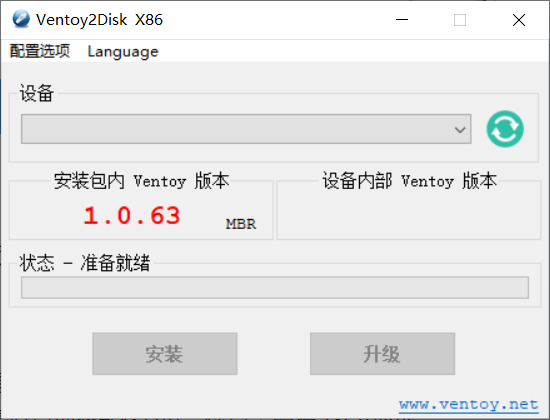 Ventoy2Disk X86
配置选项 Language
设备
安装包内 Ventoy 版本 设备内部 Ventoy 版本
1.0.63 MBR
状态 - 准备就绪
安装 升级
www.ventoy.net